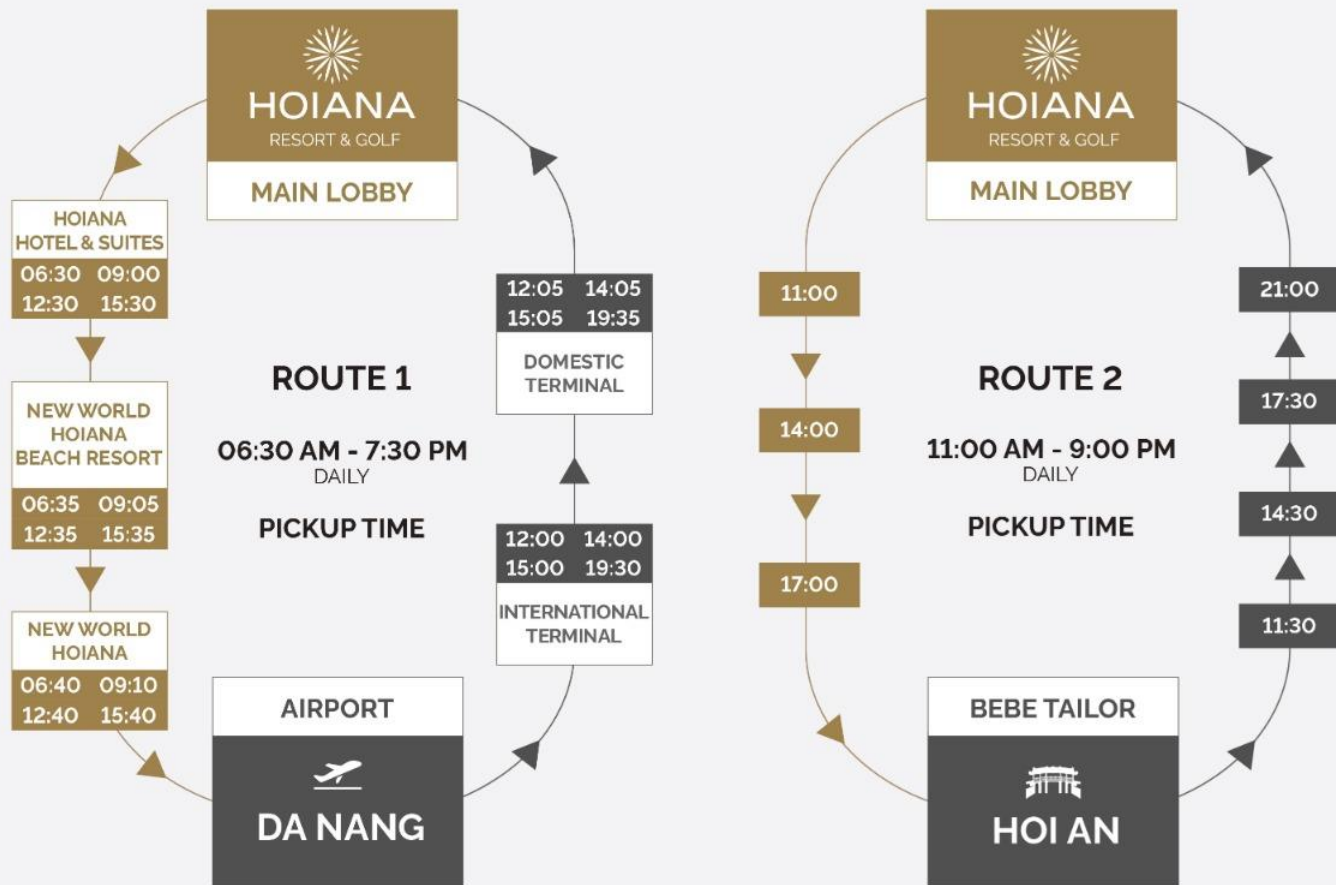 HOIANA
RESORT & GOLF
MAIN LOBBY
HOIANA
HOTEL & SUITES
06:30 09:00
12:30 15:30
NEW WORLD
HOIANA
BEACH RESORT
06:35 09:05
12:35 15:35
NEW WORLD
HOIANA
06:40 09:10
12:40 15:40
ROUTE 1
06:30 AM - 7:30 PM
DAILY
PICKUP TIME
12:05 14:05
15:05 19:35
DOMESTIC
TERMINAL
12:00 14:00
15:00 19:30
INTERNATIONAL
TERMINAL
AIRPORT
DA NANG
HOIANA
RESORT & GOLF
MAIN LOBBY
11:00
14:00
17:00
ROUTE 2
11:00 AM - 9:00 PM
DAILY
PICKUP TIME
21:00
17:30
14:30
11:30
BEBE TAILOR
HOI AN